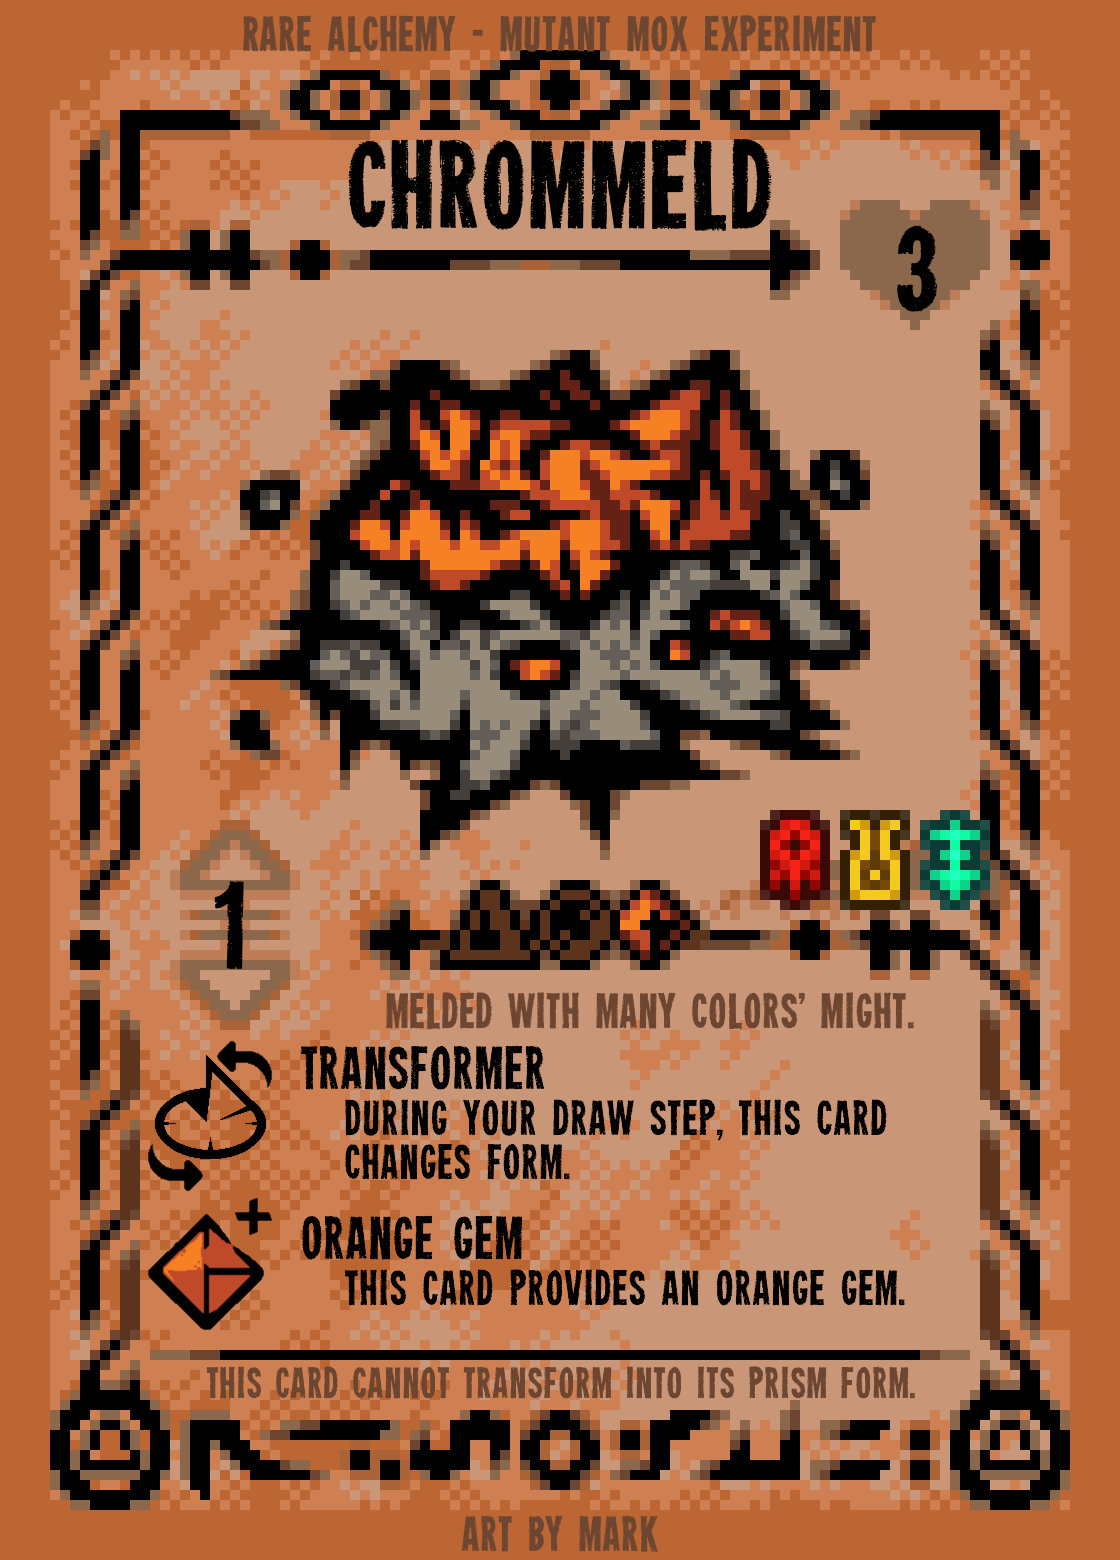 RARE ALCHEMY - MUTANT MOX EXPERIMENT
CHROMMELD
3
1
MELDED WITH MANY COLORS' MIGHT.
TRANSFORMER
DURING YOUR DRAW STEP, THIS CARD
CHANGES FORM.
ORANGE GEM
THIS CARD PROVIDES AN ORANGE GEM.
THIS CARD CANNOT TRANSFORM INTO ITS PRISM FORM.
ART BY MARK